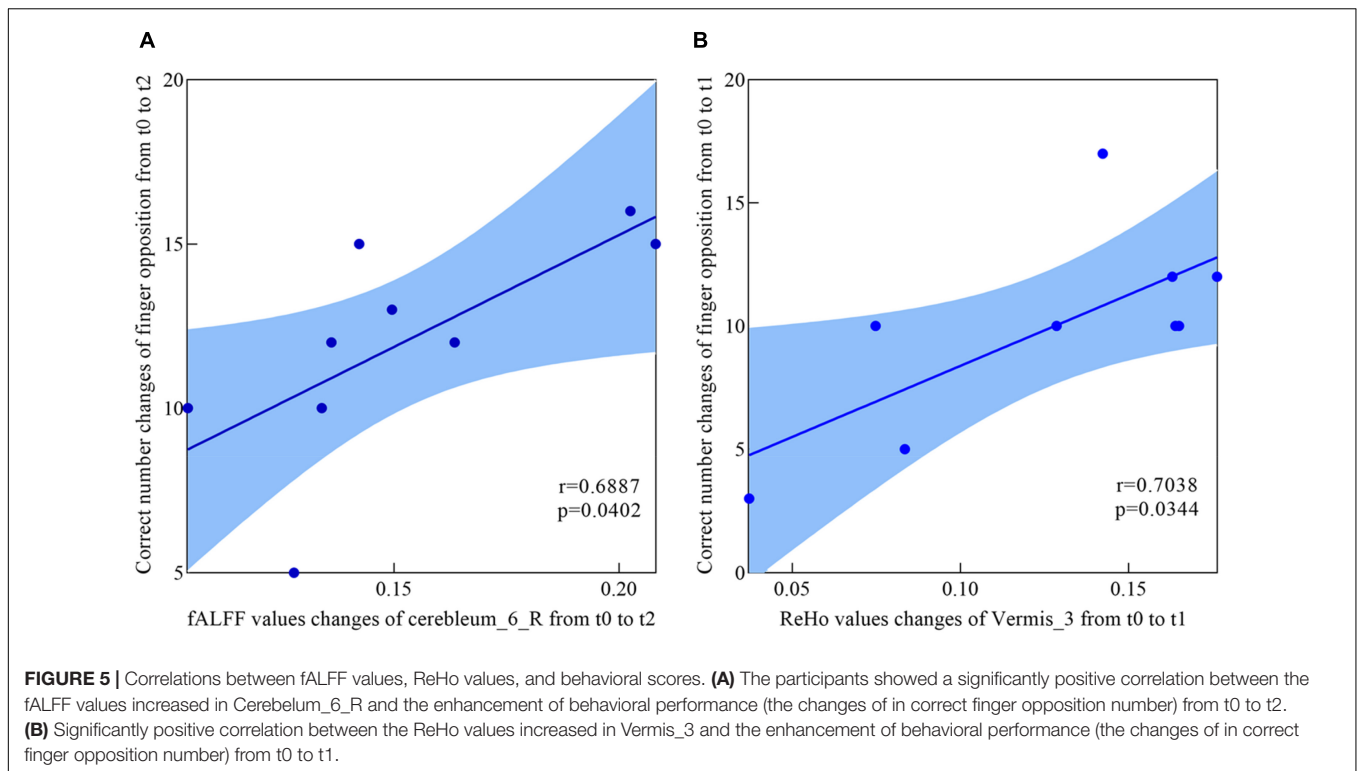 A
Correct number changes of finger opposition from t0 to t2
20
15
10
5
0.15
0.20
r=0.6887
p=0.0402
fALFF values changes of cerebleum_6_R from t0 to t2
B
Correct number changes of finger opposition from t0 to t1
20
15
10
5
0
0.05
0.10
0.15
r=0.7038
p=0.0344
ReHo values changes of Vermis_3 from t0 to t1
FIGURE 5 | Correlations between fALFF values, ReHo values, and behavioral scores. (A) The participants showed a significantly positive correlation between the
fALFF values increased in Cerebelum_6_R and the enhancement of behavioral performance (the changes of in correct finger opposition number) from t0 to t2.
(B) Significantly positive correlation between the ReHo values increased in Vermis_3 and the enhancement of behavioral performance (the changes of in correct
finger opposition number) from t0 to t1.